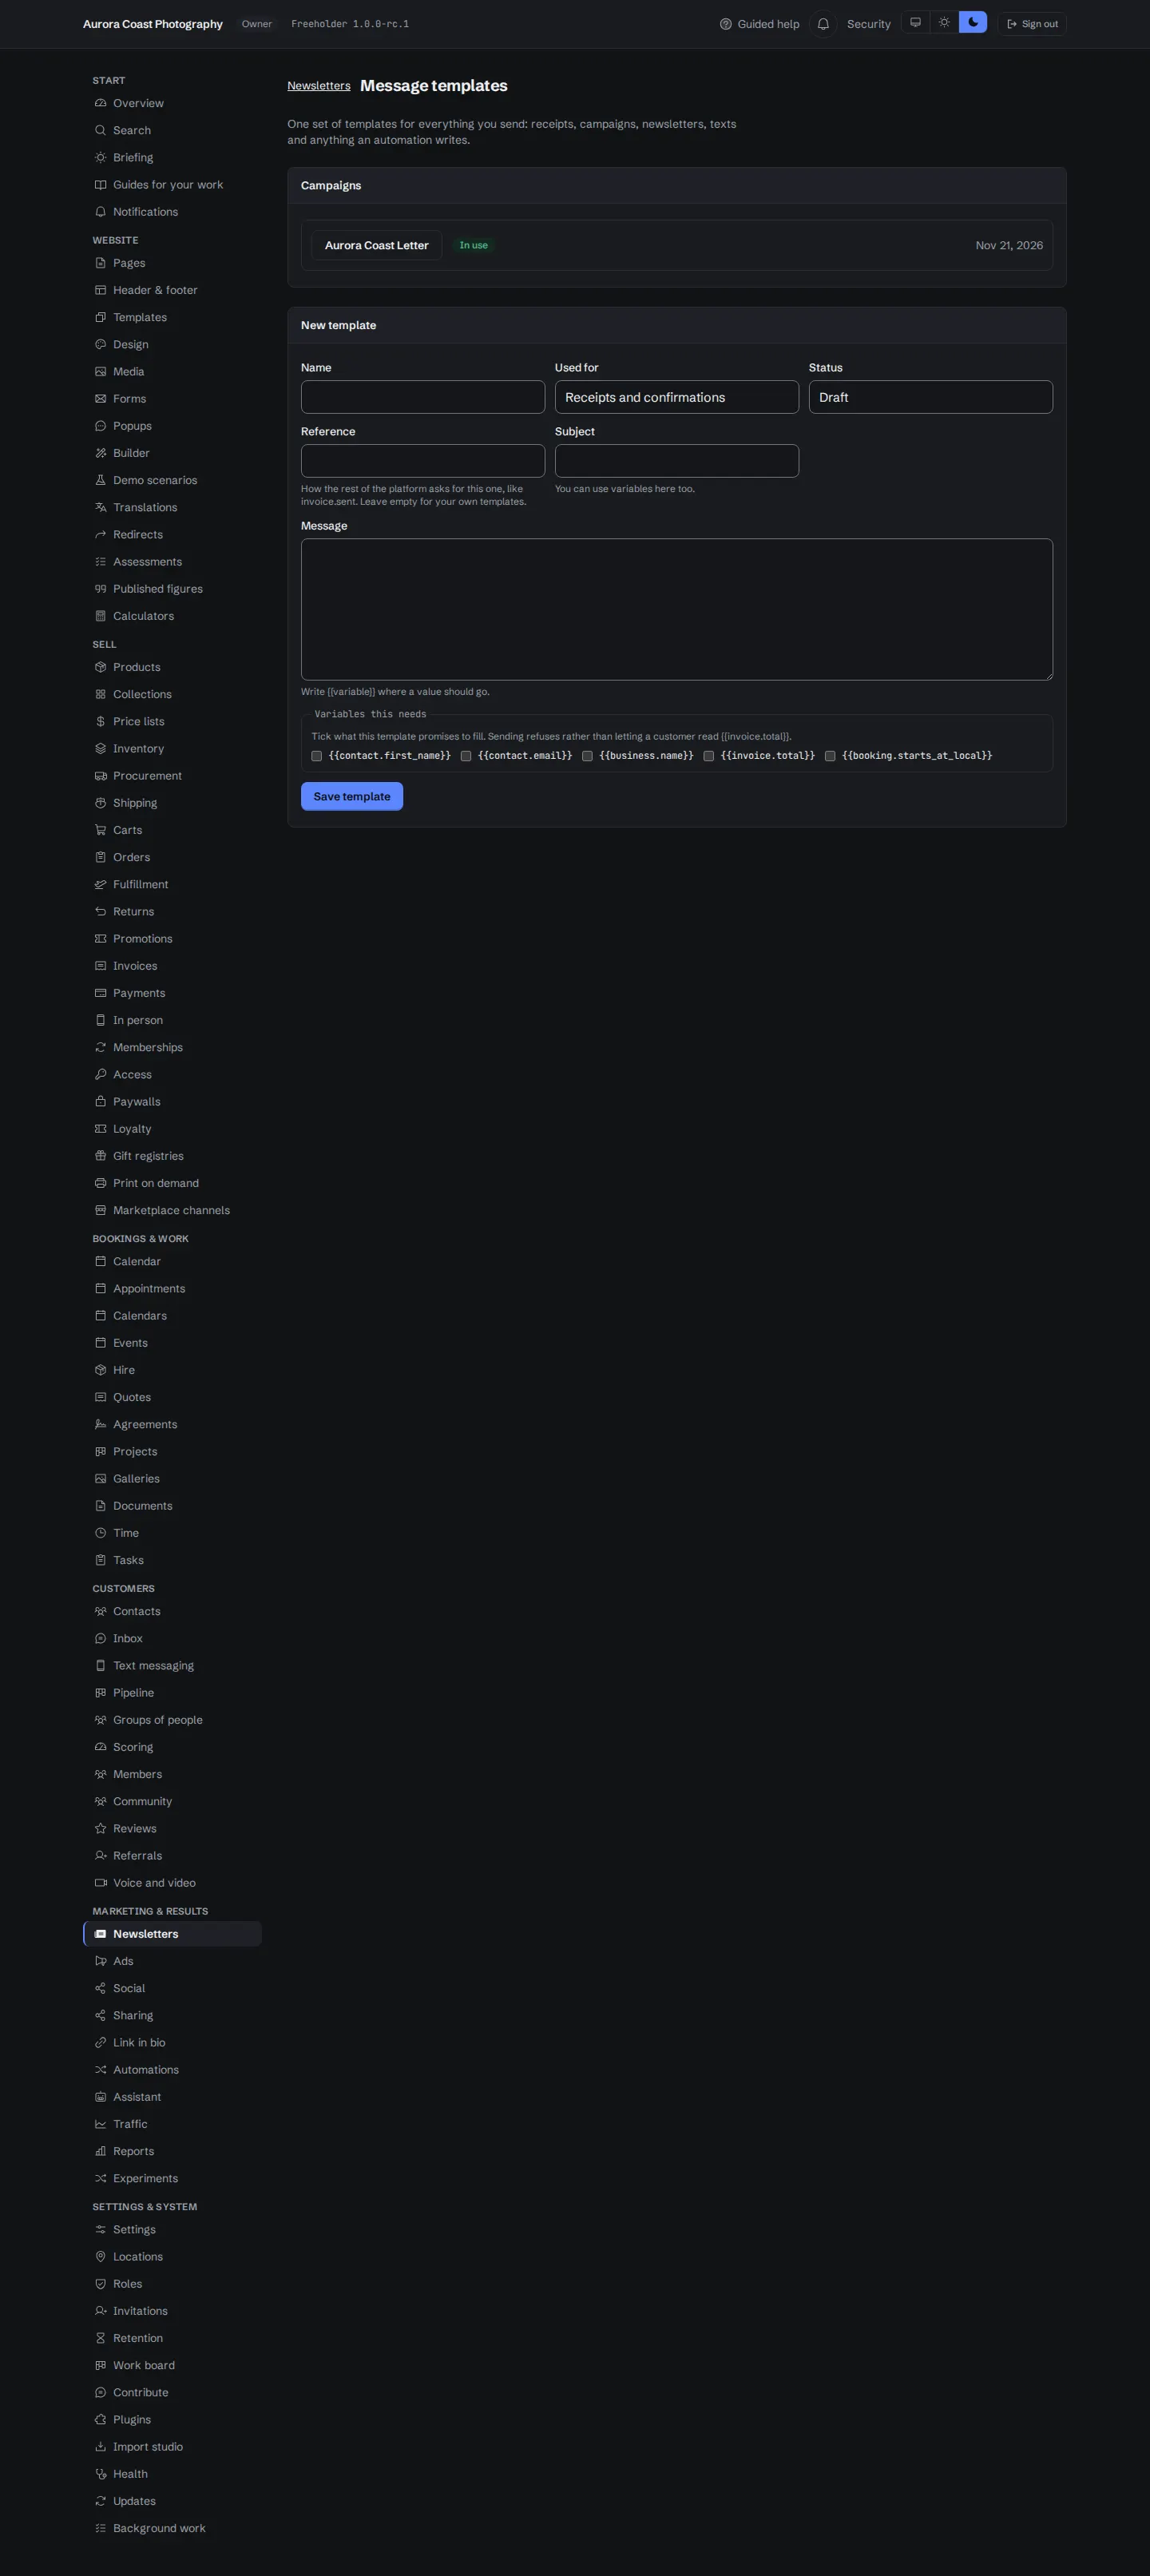 Aurora Coast Photography Owner Freeholder 1.0.0-rc.1 Guided help Security Sign out
START
Overview
Search
Briefing
Guides for your work
Notifications
WEBSITE
Pages
Header & footer
Templates
Design
Media
Forms
Popups
Builder
Demo scenarios
Translations
Redirects
Assessments
Published figures
Calculators
SELL
Products
Collections
Price lists
Inventory
Procurement
Shipping
Carts
Orders
Fulfillment
Returns
Promotions
Invoices
Payments
In person
Memberships
Access
Paywalls
Loyalty
Gift registries
Print on demand
Marketplace channels
BOOKINGS & WORK
Calendar
Appointments
Calendars
Events
Hire
Quotes
Agreements
Projects
Galleries
Documents
Time
Tasks
CUSTOMERS
Contacts
Inbox
Text messaging
Pipeline
Groups of people
Scoring
Members
Community
Reviews
Referrals
Voice and video
MARKETING & RESULTS
Newsletters
Ads
Social
Sharing
Link in bio
Automations
Assistant
Traffic
Reports
Experiments
SETTINGS & SYSTEM
Settings
Locations
Roles
Invitations
Retention
Work board
Contribute
Plugins
Import studio
Health
Updates
Background work
Newsletters Message templates
One set of templates for everything you send: receipts, campaigns, newsletters, texts
and anything an automation writes.
Campaigns
Aurora Coast Letter In use Nov 21, 2026
New template
Name Used for Status
Receipts and confirmations Draft
Reference Subject
How the rest of the platform asks for this one, like
invoice.sent. Leave empty for your own templates.
You can use variables here too.
Message
Write {{variable}} where a value should go.
Variables this needs
Tick what this template promises to fill. Sending refuses rather than letting a customer read {{invoice.total}}.
{{contact.first_name}} {{contact.email}} {{business.name}} {{invoice.total}} {{booking.starts_at_local}}
Save template